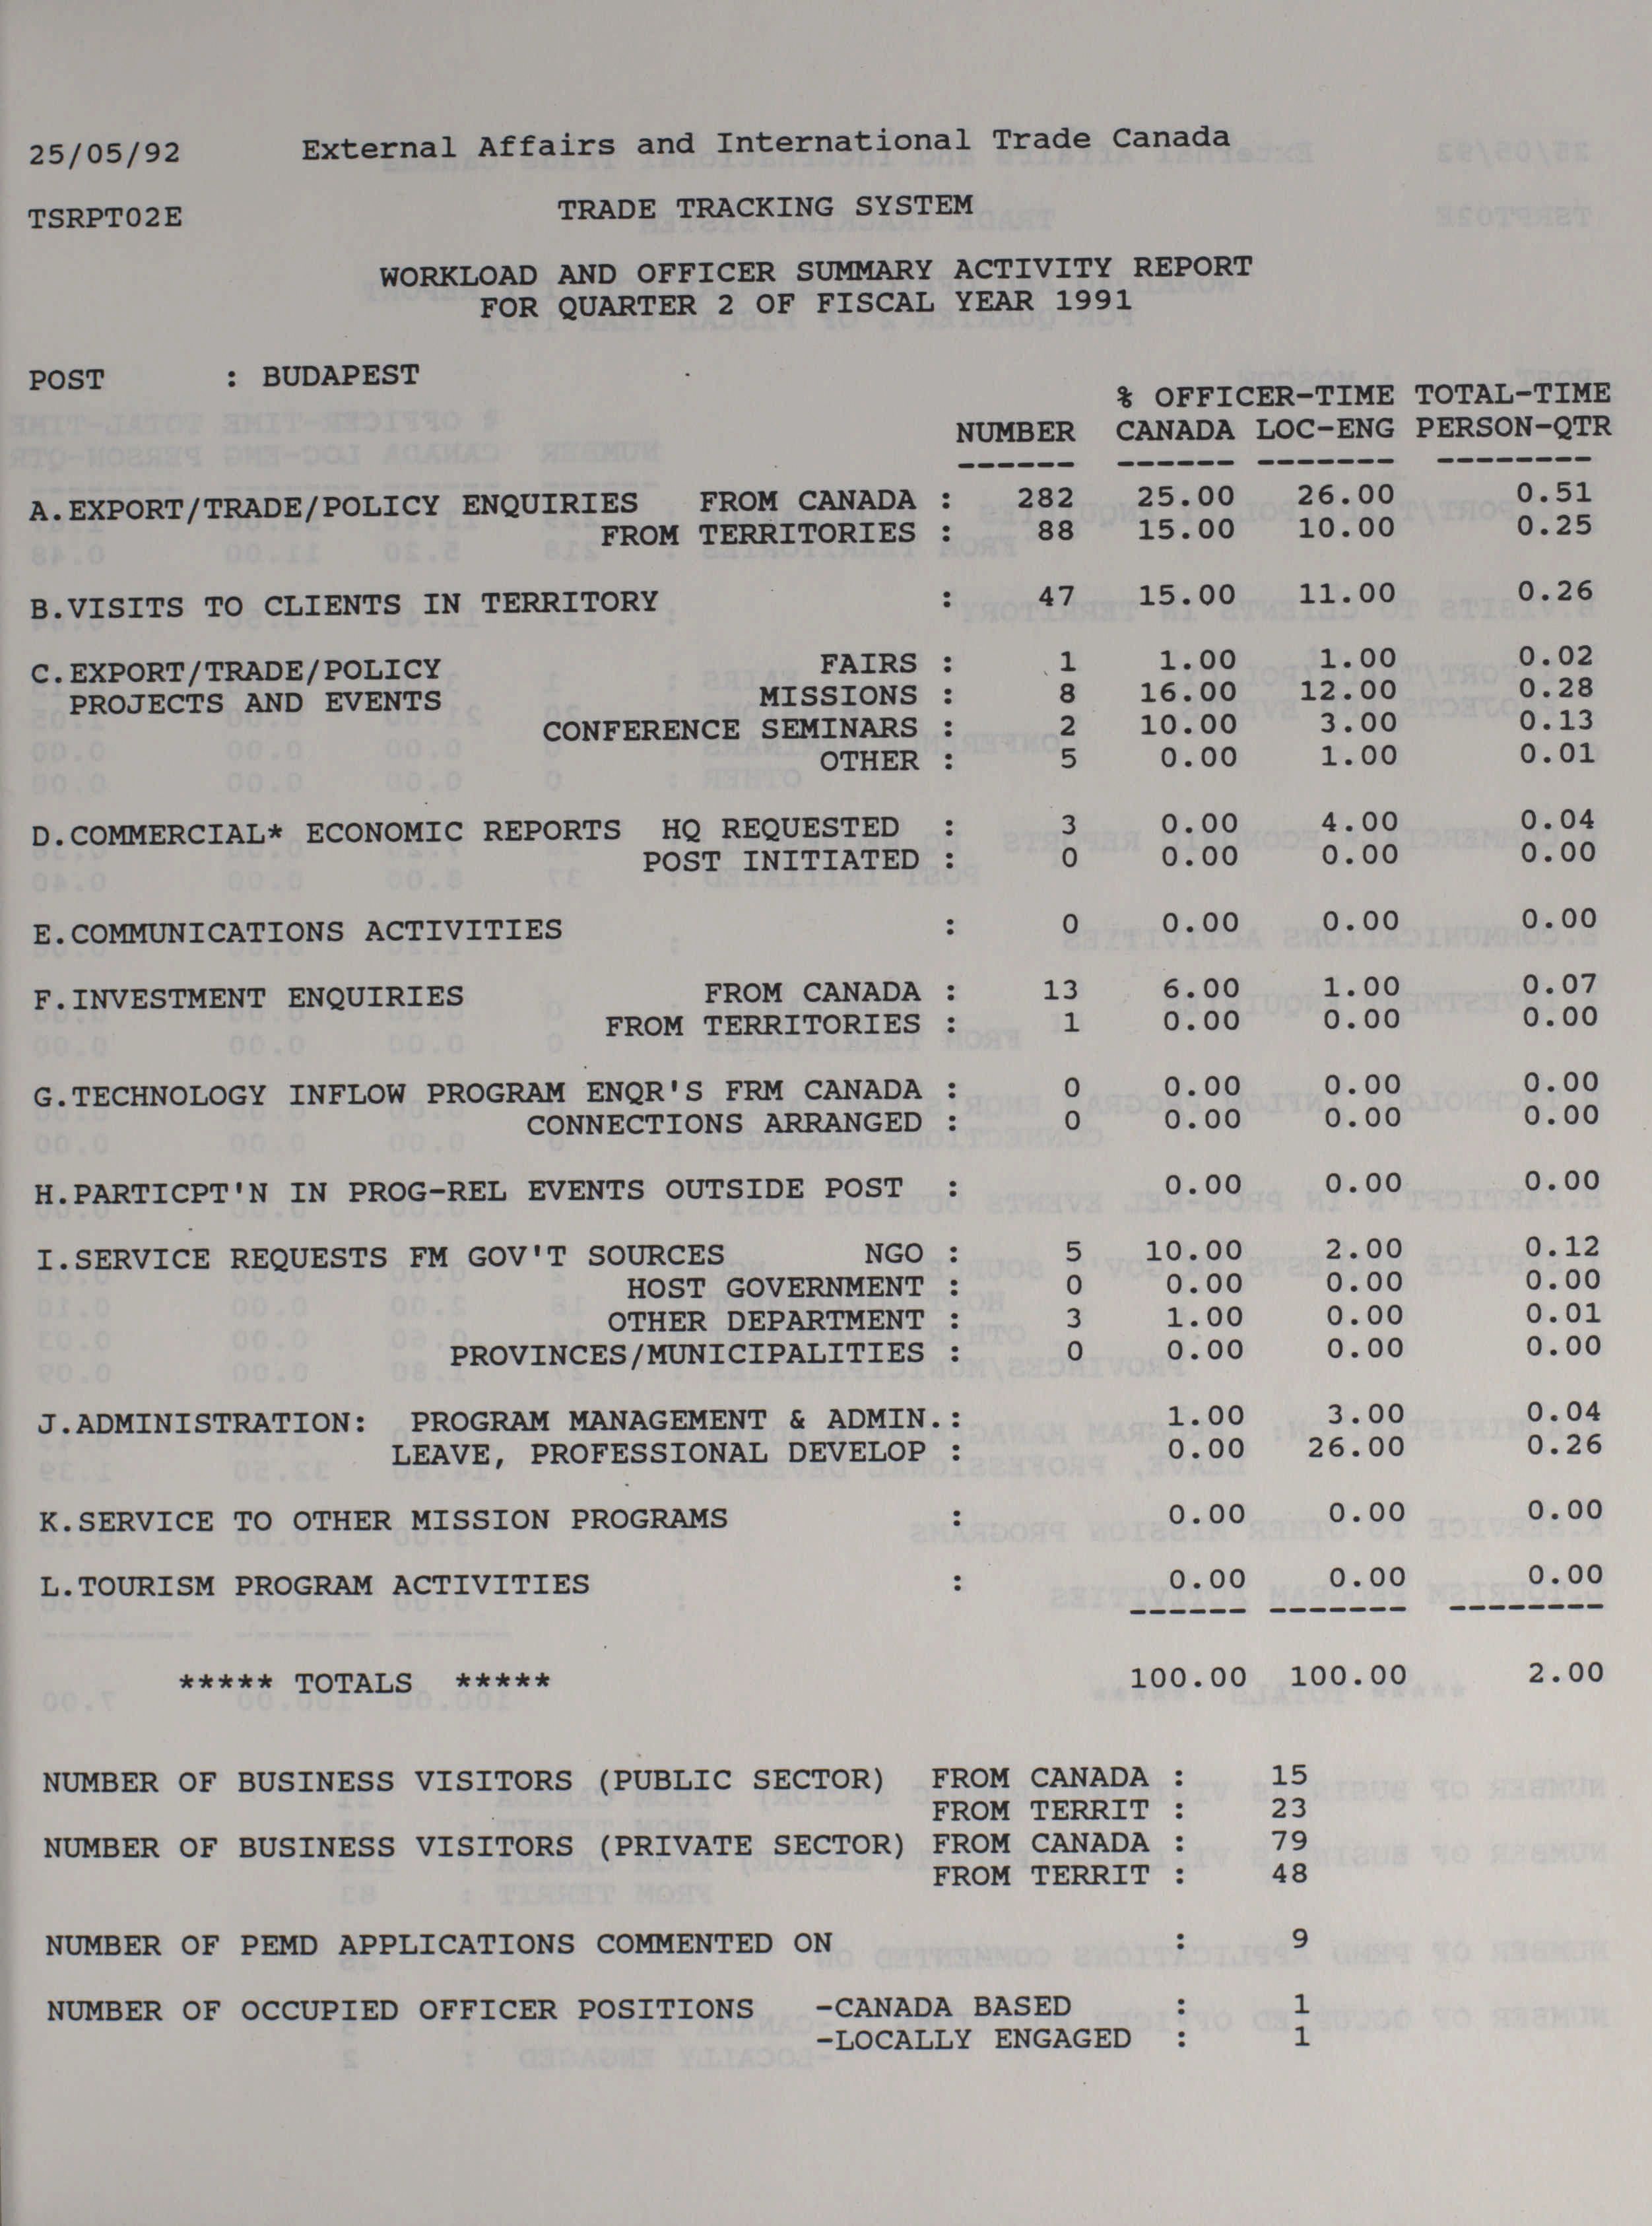 25/05/92 External Affairs and International Trade Canada
TSRPT02E TRADE TRACKING SYSTEM
WORKLOAD AND OFFICER SUMMARY ACTIVITY REPORT
FOR QUARTER 2 OF FISCAL YEAR 1991
POST : BUDAPEST
% OFFICER-TIME TOTAL-TIME
NUMBER CANADA LOC-ENG PERSON-QTR
------ ------ ------- --------
A.EXPORT/TRADE/POLICY ENQUIRIES FROM CANADA : 282 25.00 26.00 0.51
FROM TERRITORIES : 88 15.00 10.00 0.25
B.VISITS TO CLIENTS IN TERRITORY : 47 15.00 11.00 0.26
C.EXPORT/TRADE/POLICY FAIRS : 1 1.00 1.00 0.02
PROJECTS AND EVENTS MISSIONS : 8 16.00 12.00 0.28
CONFERENCE SEMINARS : 2 10.00 3.00 0.13
OTHER : 5 0.00 1.00 0.01
D.COMMERCIAL* ECONOMIC REPORTS HQ REQUESTED : 3 0.00 4.00 0.04
POST INITIATED : 0 0.00 0.00 0.00
E.COMMUNICATIONS ACTIVITIES : 0 0.00 0.00 0.00
F.INVESTMENT ENQUIRIES FROM CANADA : 13 6.00 1.00 0.07
FROM TERRITORIES : 1 0.00 0.00 0.00
G.TECHNOLOGY INFLOW PROGRAM ENQR'S FRM CANADA : 0 0.00 0.00 0.00
CONNECTIONS ARRANGED : 0 0.00 0.00 0.00
H.PARTICPT'N IN PROG-REL EVENTS OUTSIDE POST : 0.00 0.00 0.00
I.SERVICE REQUESTS FM GOV'T SOURCES NGO : 5 10.00 2.00 0.12
HOST GOVERNMENT : 0 0.00 0.00 0.00
OTHER DEPARTMENT : 3 1.00 0.00 0.01
PROVINCES/MUNICIPALITIES : 0 0.00 0.00 0.00
J.ADMINISTRATION: PROGRAM MANAGEMENT & ADMIN.: 1.00 3.00 0.04
LEAVE, PROFESSIONAL DEVELOP : 0.00 26.00 0.26
K.SERVICE TO OTHER MISSION PROGRAMS : 0.00 0.00 0.00
L.TOURISM PROGRAM ACTIVITIES : 0.00 0.00 0.00
------ ------- --------
***** TOTALS ***** 100.00 100.00 2.00
NUMBER OF BUSINESS VISITORS (PUBLIC SECTOR) FROM CANADA : 15
FROM TERRIT : 23
NUMBER OF BUSINESS VISITORS (PRIVATE SECTOR) FROM CANADA : 79
FROM TERRIT : 48
NUMBER OF PEMD APPLICATIONS COMMENTED ON : 9
NUMBER OF OCCUPIED OFFICER POSITIONS -CANADA BASED : 1
-LOCALLY ENGAGED : 1